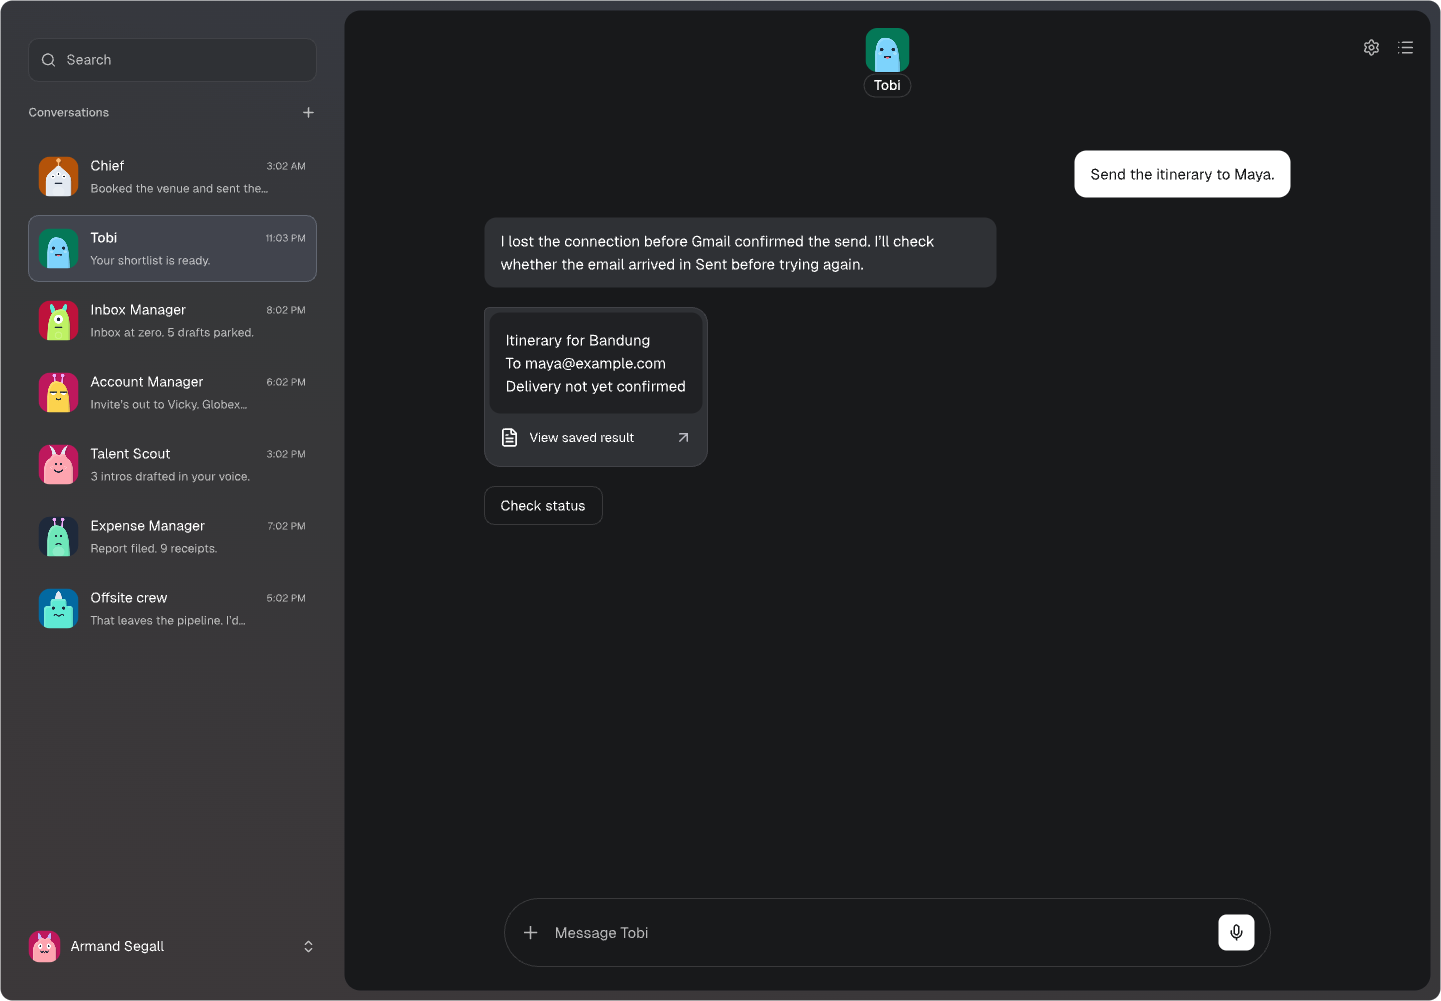 Search
Conversations
Chief
3:02 AM
Booked the venue and sent the...
Tobi
11:03 PM
Your shortlist is ready.
Inbox Manager
8:02 PM
Inbox at zero. 5 drafts parked.
Account Manager
6:02 PM
Invite's out to Vicky. Globex...
Talent Scout
3:02 PM
3 intros drafted in your voice.
Expense Manager
7:02 PM
Report filed. 9 receipts.
Offsite crew
5:02 PM
That leaves the pipeline. I'd...
Armand Segall
Tobi
Send the itinerary to Maya.
I lost the connection before Gmail confirmed the send. I’ll check
whether the email arrived in Sent before trying again.
Itinerary for Bandung
To maya@example.com
Delivery not yet confirmed
View saved result
Check status
Message Tobi